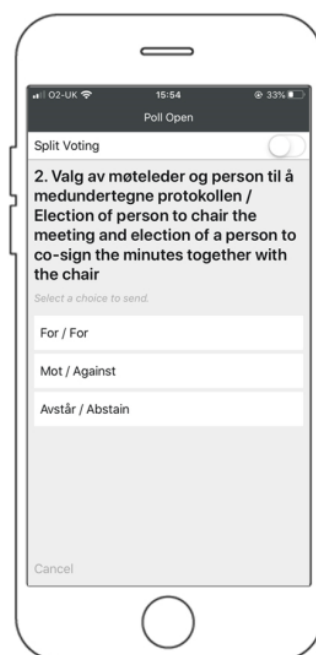 O2-UK 15:54 33%
Poll Open
Split Voting
2. Valg av møteleder og person til å
medundertegne protokollen /
Election of person to chair the
meeting and election of a person to
co-sign the minutes together with
the chair
Select a choice to send.
For / For
Mot / Against
Avstår / Abstain
Cancel